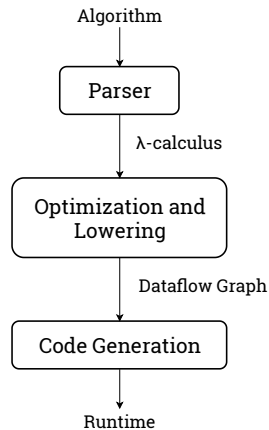 Algorithm
Parser
λ-calculus
Optimization and
Lowering
Dataflow Graph
Code Generation
Runtime